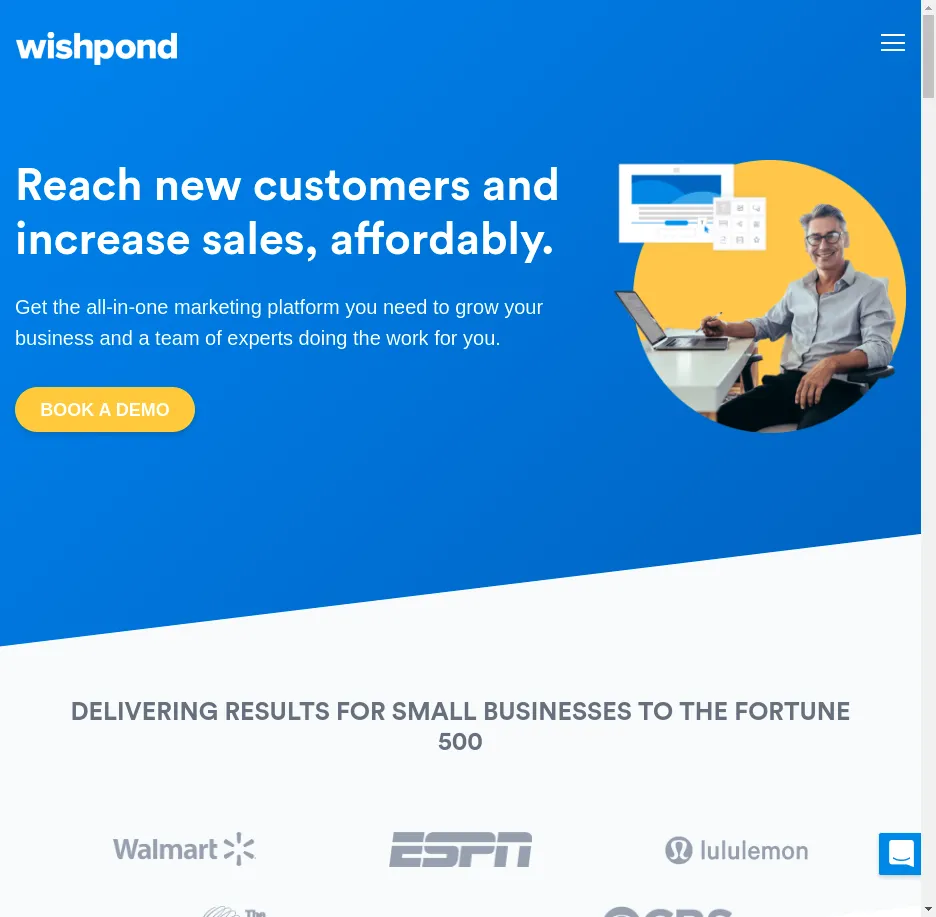 wishpond
Reach new customers and
increase sales, affordably.
Get the all-in-one marketing platform you need to grow your
business and a team of experts doing the work for you.
BOOK A DEMO
DELIVERING RESULTS FOR SMALL BUSINESSES TO THE FORTUNE
500
Walmart
ESPN
lululemon
The